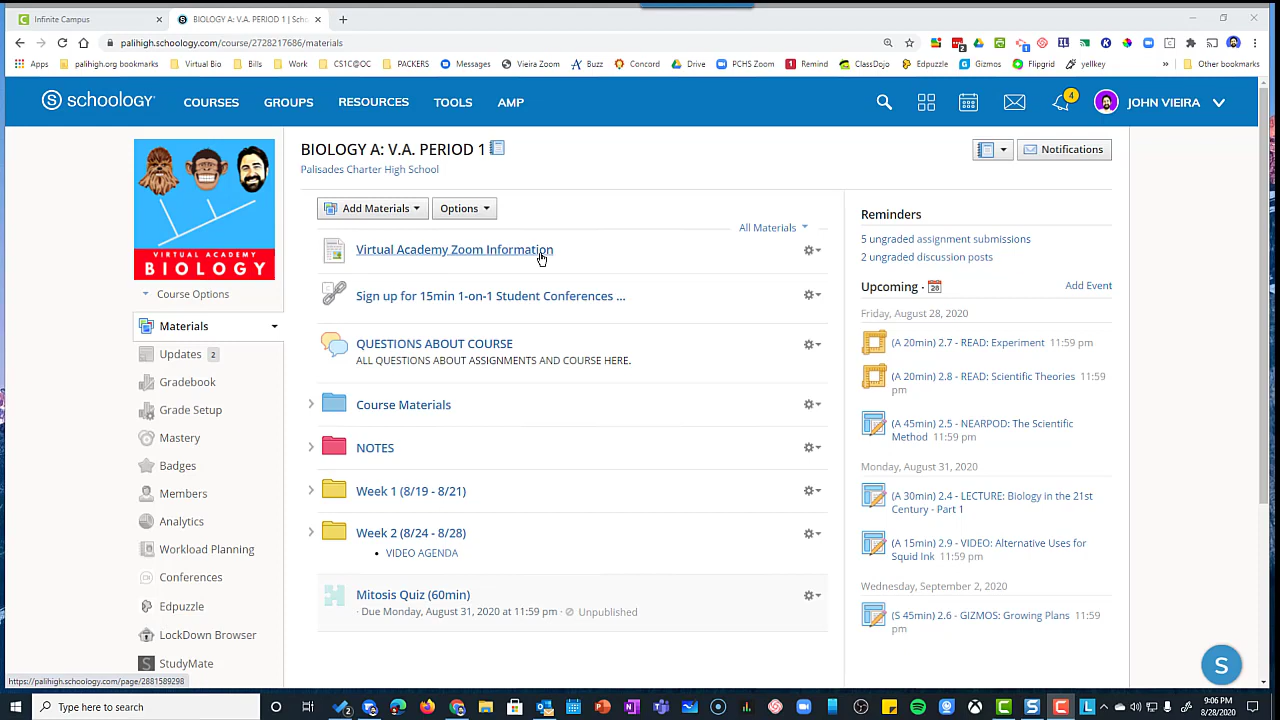 Infinite Campus
BIOLOGY A: V.A. PERIOD 1 | Scho
palihigh.schoology.com/course/2728217686/materials
Apps palihigh.org bookmarks Virtual Bio Bills Work CS1C@OC PACKERS Messages Vieira Zoom Buzz Concord Drive PCHS Zoom Remind ClassDojo Edpuzzle Gizmos Flipgrid yellkey Other bookmarks
schoology COURSES GROUPS RESOURCES TOOLS AMP 4 JOHN VIEIRA
VIRTUAL ACADEMY
BIOLOGY
Course Options
Materials
Updates 2
Gradebook
Grade Setup
Mastery
Badges
Members
Analytics
Workload Planning
Conferences
Edpuzzle
LockDown Browser
StudyMate
BIOLOGY A: V.A. PERIOD 1
Palisades Charter High School
Notifications
Add Materials Options
All Materials
Virtual Academy Zoom Information
Sign up for 15min 1-on-1 Student Conferences ...
QUESTIONS ABOUT COURSE
ALL QUESTIONS ABOUT ASSIGNMENTS AND COURSE HERE.
Course Materials
NOTES
Week 1 (8/19 - 8/21)
Week 2 (8/24 - 8/28)
• VIDEO AGENDA
Mitosis Quiz (60min)
· Due Monday, August 31, 2020 at 11:59 pm · Unpublished
Reminders
5 ungraded assignment submissions
2 ungraded discussion posts
Upcoming · Add Event
Friday, August 28, 2020
(A 20min) 2.7 - READ: Experiment 11:59 pm
(A 20min) 2.8 - READ: Scientific Theories 11:59
pm
(A 45min) 2.5 - NEARPOD: The Scientific
Method 11:59 pm
Monday, August 31, 2020
(A 30min) 2.4 - LECTURE: Biology in the 21st
Century - Part 1
(A 15min) 2.9 - VIDEO: Alternative Uses for
Squid Ink 11:59 pm
Wednesday, September 2, 2020
(S 45min) 2.6 - GIZMOS: Growing Plans 11:59
pm
S
https://palihigh.schoology.com/page/2881589298
Type here to search
9:06 PM
8/28/2020